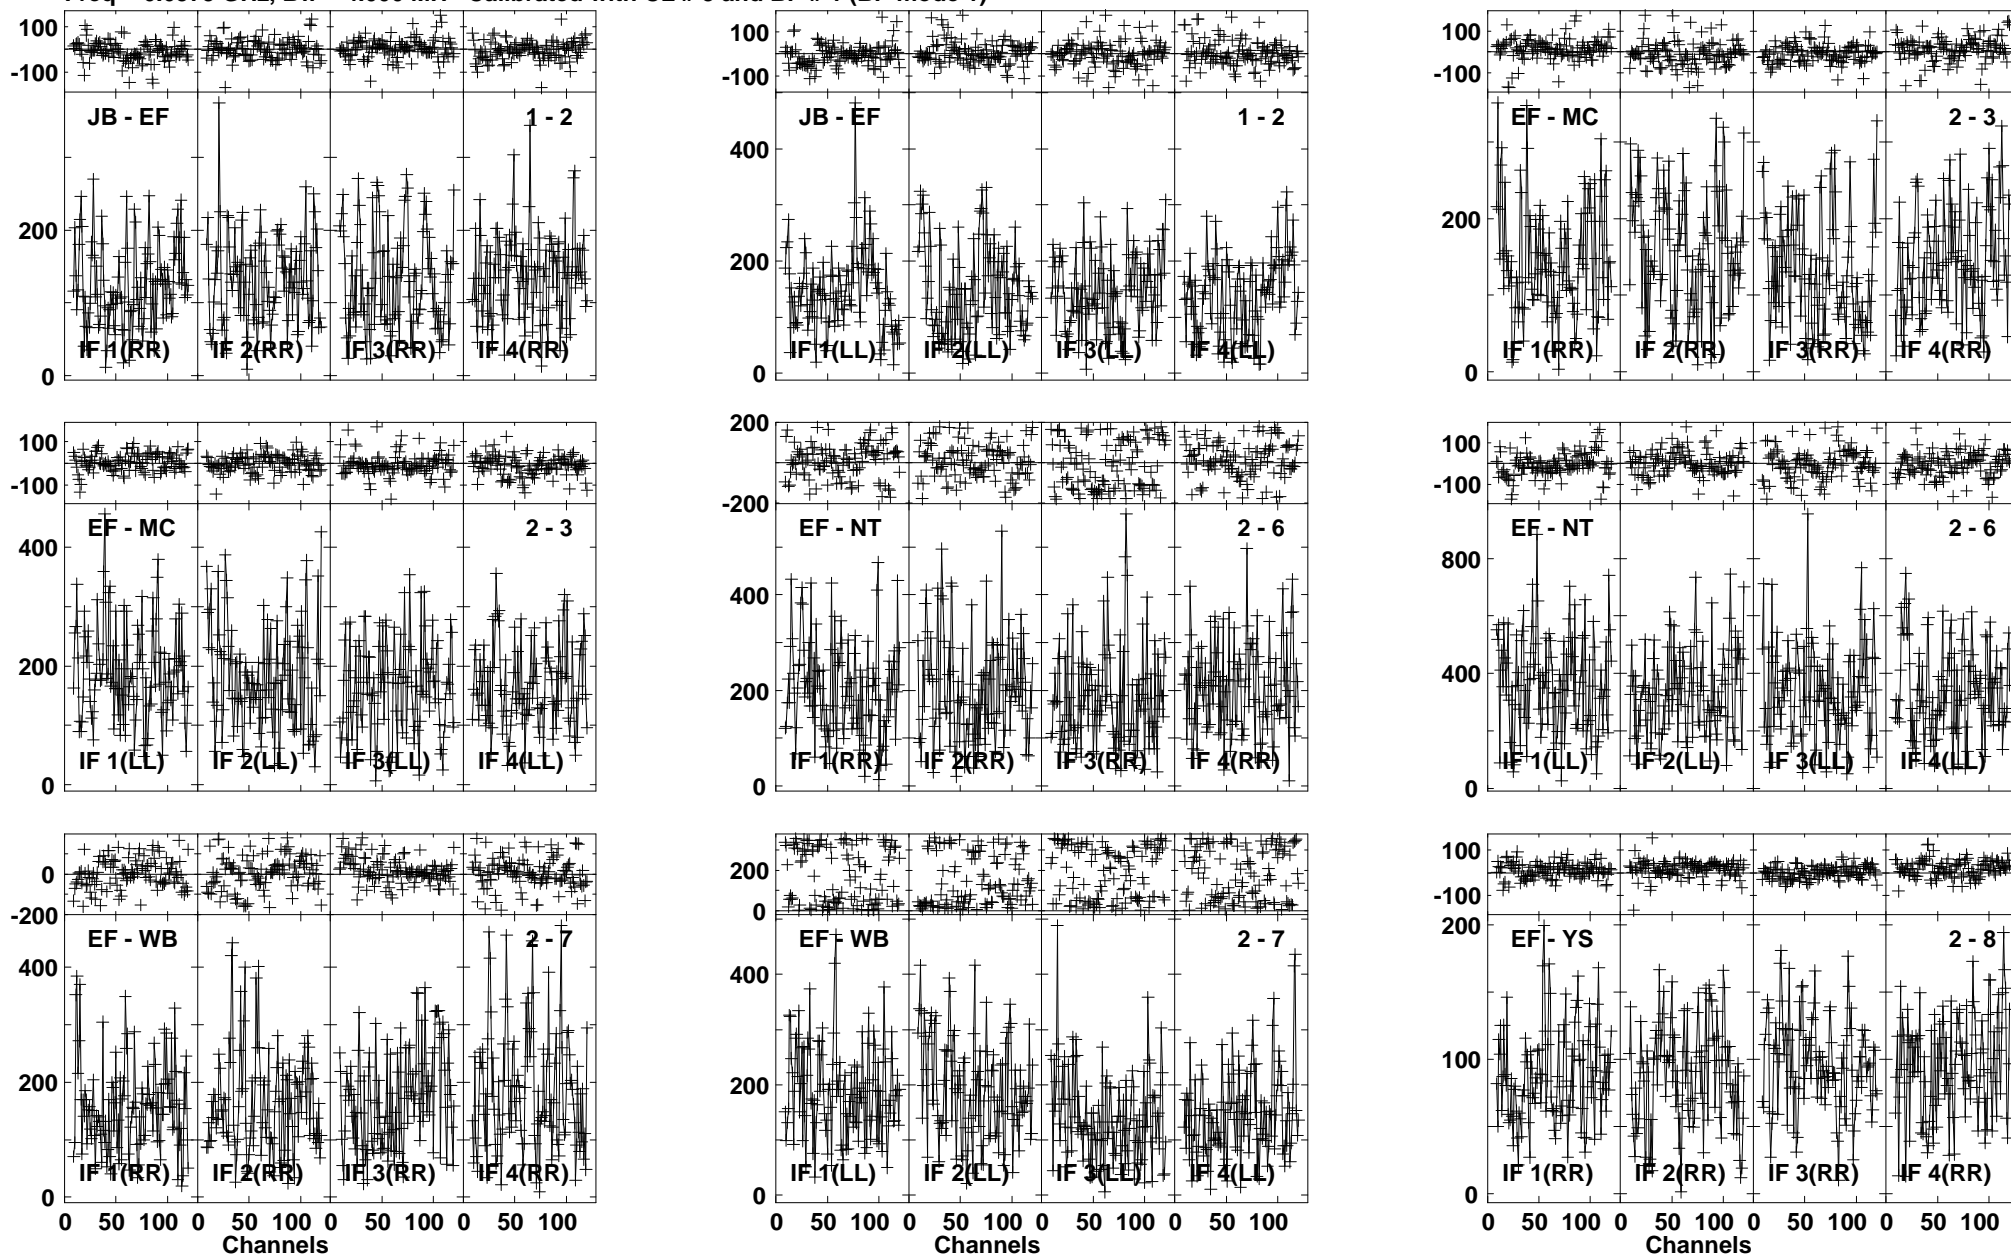 100
-100
JB - EF
1 - 2
200
0
IF 1(RR)
IF 2(RR)
IF 3(RR)
IF 4(RR)
100
-100
JB - EF
1 - 2
400
200
0
IF 1(LL)
IF 2(LL)
IF 3(LL)
IF 4(LL)
100
-100
EF - MC
2 - 3
200
0
IF 1(RR)
IF 2(RR)
IF 3(RR)
IF 4(RR)
100
-100
EF - MC
2 - 3
400
200
0
IF 1(LL)
IF 2(LL)
IF 3(LL)
IF 4(LL)
200
0
-200
EF - NT
2 - 6
400
200
0
IF 1(RR)
IF 2(RR)
IF 3(RR)
IF 4(RR)
100
-100
EF - NT
2 - 6
800
400
0
IF 1(LL)
IF 2(LL)
IF 3(LL)
IF 4(LL)
0
-200
EF - WB
2 - 7
400
200
0
IF 1(RR)
IF 2(RR)
IF 3(RR)
IF 4(RR)
0 50 100 0 50 100 0 50 100 0 50 100
Channels
200
0
EF - WB
2 - 7
400
200
0
IF 1(LL)
IF 2(LL)
IF 3(LL)
IF 4(LL)
0 50 100 0 50 100 0 50 100 0 50 100
Channels
100
-100
EF - YS
2 - 8
200
100
0
IF 1(RR)
IF 2(RR)
IF 3(RR)
IF 4(RR)
0 50 100 0 50 100 0 50 100 0 50 100
Channels